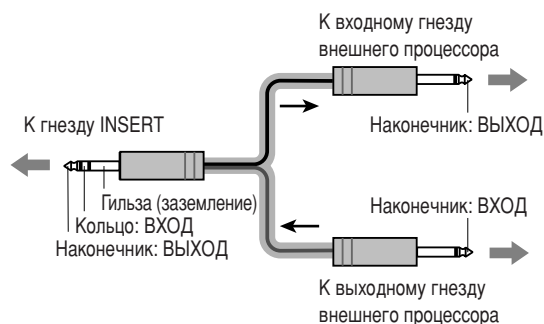 К входному гнезду
внешнего процессора
Наконечник: ВЫХОД
К гнезду INSERT
Гильза (заземление)
Кольцо: ВХОД
Наконечник: ВЫХОД
Наконечник: ВХОД
К выходному гнезду
внешнего процессора